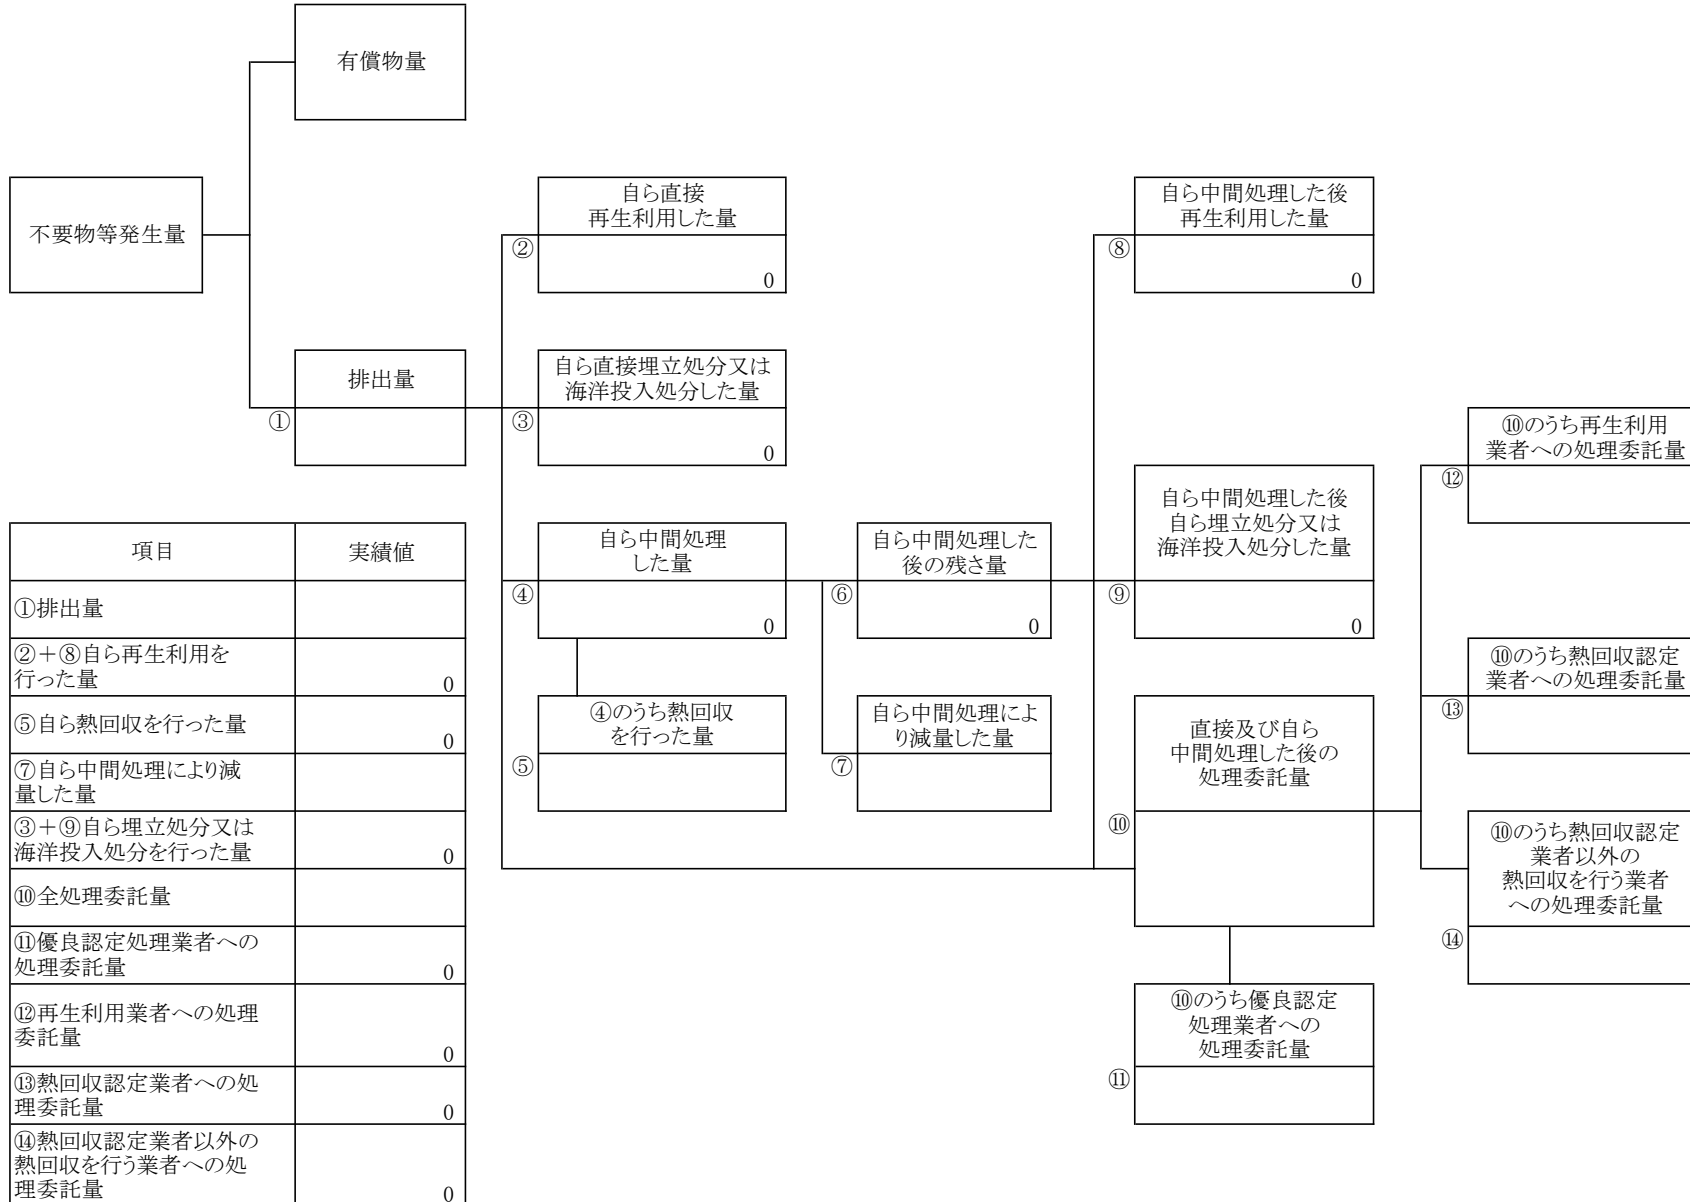 有償物量
不要物等発生量
自ら直接
再生利用した量
②
0
自ら中間処理した後
再生利用した量
⑧
0
排出量
①
自ら直接埋立処分又は
海洋投入処分した量
③
0
⑩のうち再生利用
業者への処理委託量
⑫
自ら中間処理
した量
④
0
自ら中間処理した
後の残さ量
⑥
0
自ら中間処理した後
自ら埋立処分又は
海洋投入処分した量
⑨
0
⑩のうち熱回収認定
業者への処理委託量
⑬
④のうち熱回収
を行った量
⑤
自ら中間処理によ
り減量した量
⑦
直接及び自ら
中間処理した後の
処理委託量
⑩
⑩のうち熱回収認定
業者以外の
熱回収を行う業者
への処理委託量
⑭
⑩のうち優良認定
処理業者への
処理委託量
⑪
項目 実績値
①排出量
②+⑧自ら再生利用を
行った量 0
⑤自ら熱回収を行った量 0
⑦自ら中間処理により減
量した量
③+⑨自ら埋立処分又は
海洋投入処分を行った量 0
⑩全処理委託量
⑪優良認定処理業者への
処理委託量 0
⑫再生利用業者への処理
委託量 0
⑬熱回収認定業者への処
理委託量 0
⑭熱回収認定業者以外の
熱回収を行う業者への処
理委託量 0